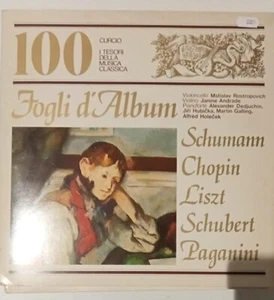 100
CURCIO
I TESORI
DELLA
MUSICA
CLASSICA
Fogli d'Album
Violoncello Mstislav Rostropovich
Violino Janine Andrade
Pianoforte Alexander Dedjuchin,
Jiří Hubička, Martin Galling,
Alfréd Holeček
Schumann
Chopin
Liszt
Schubert
Paganini